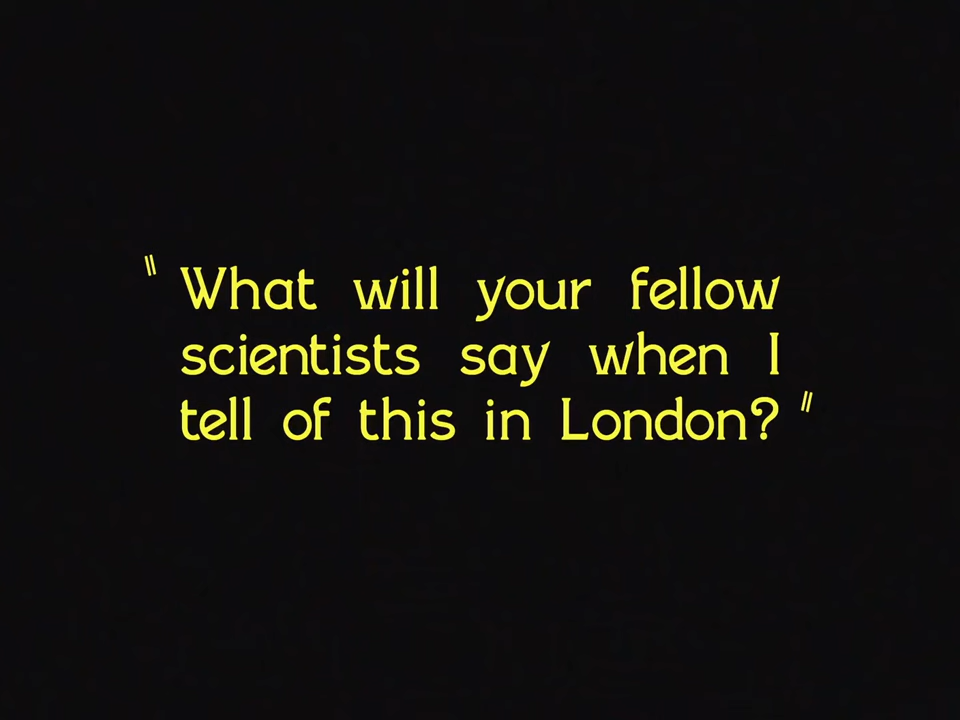 "What will your fellow
scientists say when I
tell of this in London?"